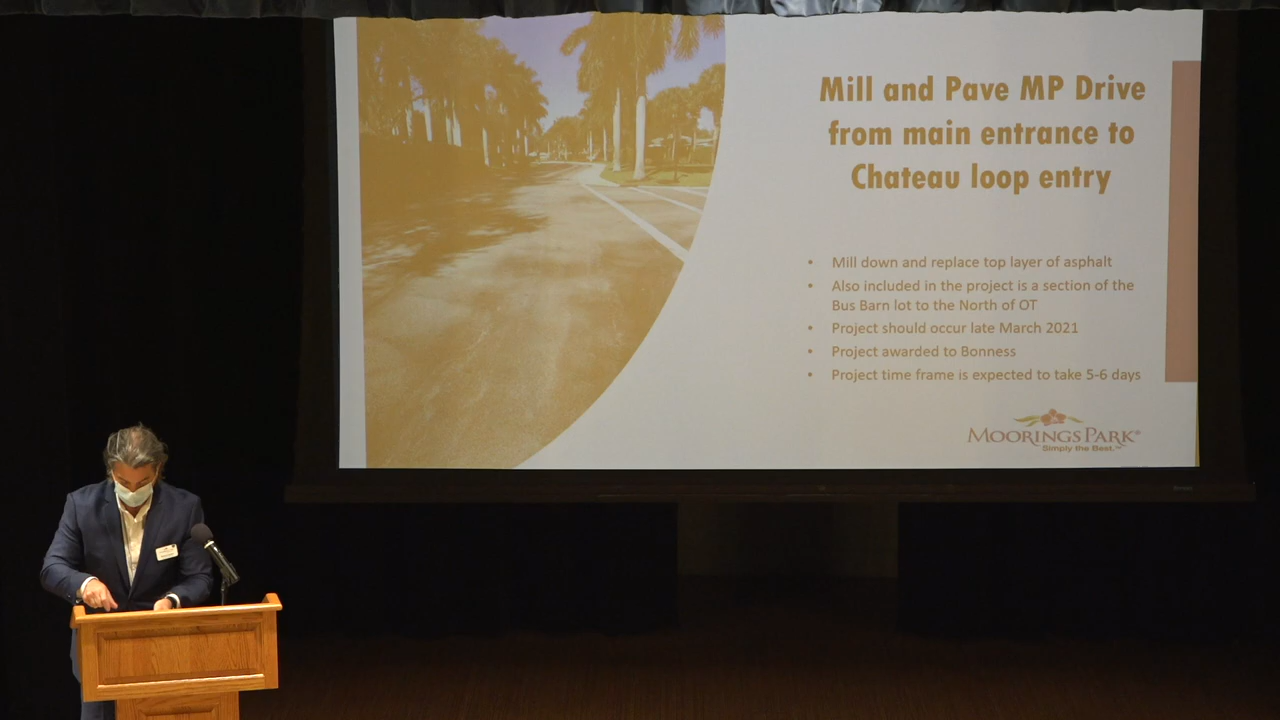 Mill and Pave MP Drive
from main entrance to
Chateau loop entry
• Mill down and replace top layer of asphalt
• Also included in the project is a section of the
Bus Barn lot to the North of OT
• Project should occur late March 2021
• Project awarded to Bonness
• Project time frame is expected to take 5-6 days
MOORINGS PARK®
Simply the Best.™